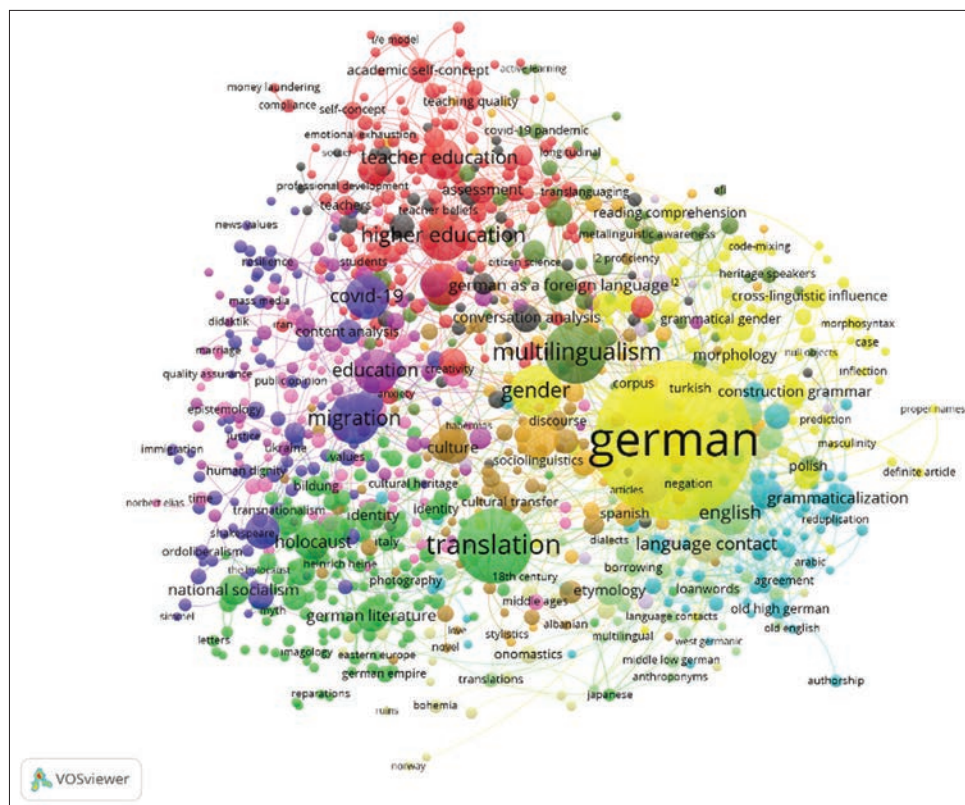 t/e model
academic self-concept
active learning
money laundering
compliance
self-concept
teaching quality
emotional exhaustion
covid-19 pandemic
teacher education
longitudinal
professional development
assessment
translanguaging
efl
teachers
teacher beliefs
reading comprehension
news values
higher education
metalinguistic awareness
code-mixing
resilience
students
citizen science
l2 proficiency
heritage speakers
mass media
covid-19
german as a foreign language
l2
cross-linguistic influence
didaktik
iran
content analysis
conversation analysis
grammatical gender
morphosyntax
marriage
multilingualism
morphology
null objects
case
quality assurance
public opinion
education
creativity
gender
corpus
turkish
construction grammar
inflection
epistemology
anxiety
migration
habermas
discourse
prediction
proper names
immigration
justice
ukraine
values
culture
sociolinguistics
german
masculinity
human dignity
bildung
cultural heritage
articles
negation
polish
definite article
norbert elias
time
transnationalism
identity
identity
cultural transfer
spanish
english
grammaticalization
shakespeare
reduplication
ordoliberalism
holocaust
italy
translation
dialects
language contact
arabic
the holocaust
heinrich heine
photography
18th century
borrowing
agreement
national socialism
etymology
loanwords
simmel
myth
german literature
middle ages
albanian
language contacts
old high german
letters
love
novel
stylistics
multilingual
west germanic
old english
imagology
eastern europe
onomastics
middle low german
german empire
translations
anthroponyms
authorship
reparations
japanese
ruins
bohemia
norway
VOSviewer